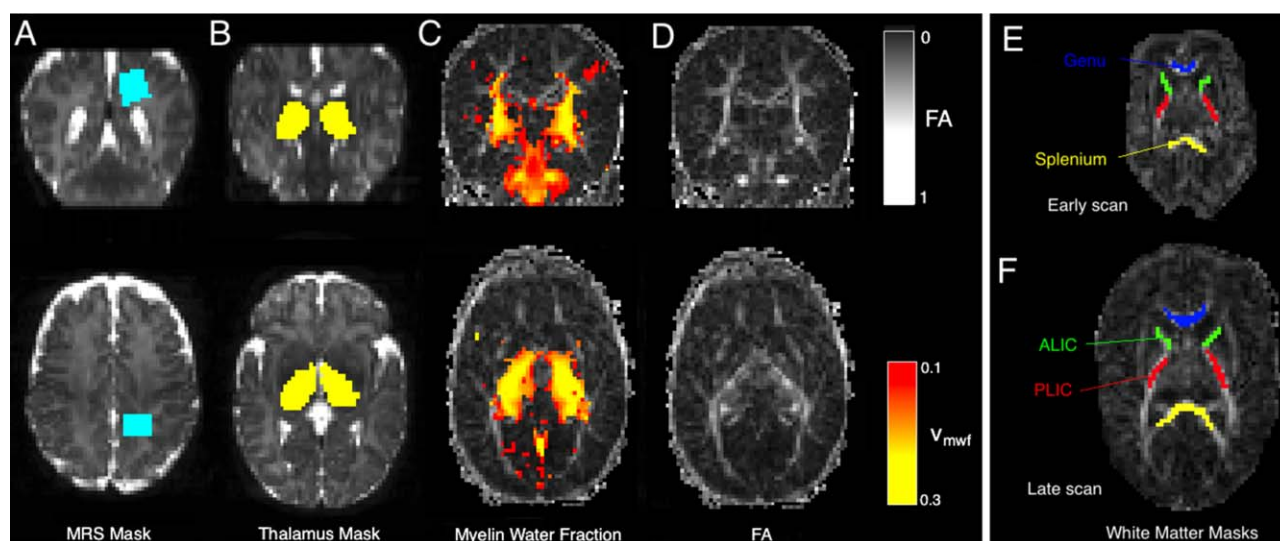 A
B
C
D
0
FA
1
MRS Mask
Thalamus Mask
Myelin Water Fraction
FA
0.1
vmwf
0.3
E
Genu
Splenium
Early scan
F
ALIC
PLIC
Late scan
White Matter Masks